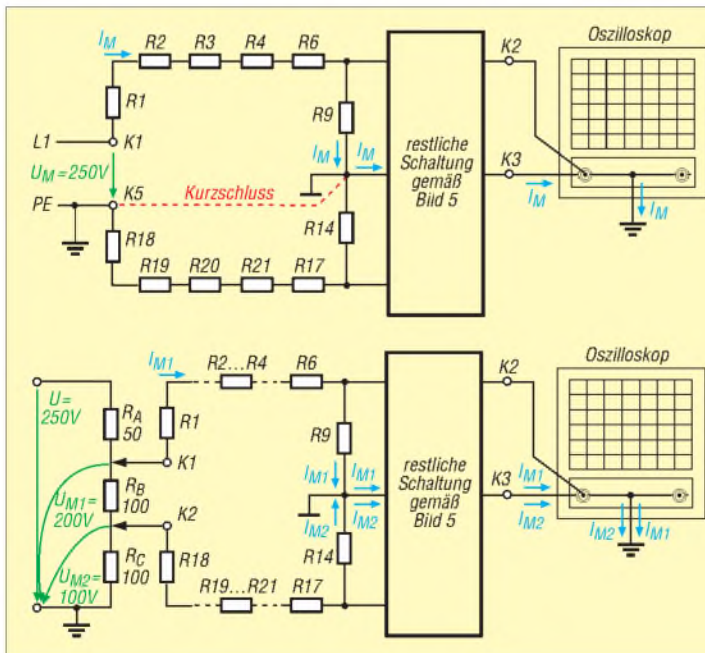 I_M R2 R3 R4 R6 K2 Oszilloskop
R1 R9
L1 K1
restliche
Schaltung
gemäß
Bild 5
I_M I_M
U_M = 250V
K5 Kurzschluss
K3
I_M I_M
PE
R18 R14
R19 R20 R21 R17
I_M1 R2...R4 R6 K2 Oszilloskop
U =
250V
R_A
50
R1 R9
K1
restliche
Schaltung
gemäß
Bild 5
U_M1 =
200V
R_B
100
I_M1 I_M1
K3 I_M1
K2
I_M2 I_M2
I_M2
I_M2 I_M1
U_M2 =
100V
R_C
100
R18 R14
R19...R21 R17